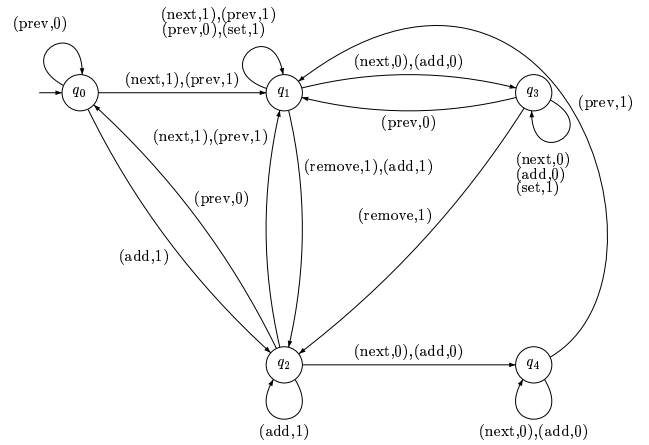 (prev,0)
(next,1),(prev,1)
(prev,0),(set,1)
(next,0),(add,0)
q0
(next,1),(prev,1)
q1
q3
(prev,1)
(prev,0)
(next,1),(prev,1)
(remove,1),(add,1)
(next,0)
(add,0)
(set,1)
(prev,0)
(remove,1)
(add,1)
(next,0),(add,0)
q2
q4
(add,1)
(next,0),(add,0)